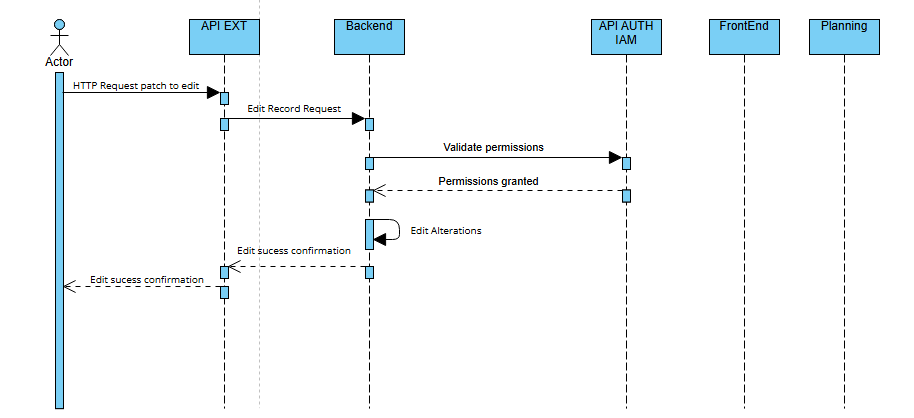 API EXT
Backend
API AUTH
IAM
FrontEnd
Planning
Actor
HTTP Request patch to edit
Edit Record Request
Validate permissions
Permissions granted
Edit Alterations
Edit sucess confirmation
Edit sucess confirmation